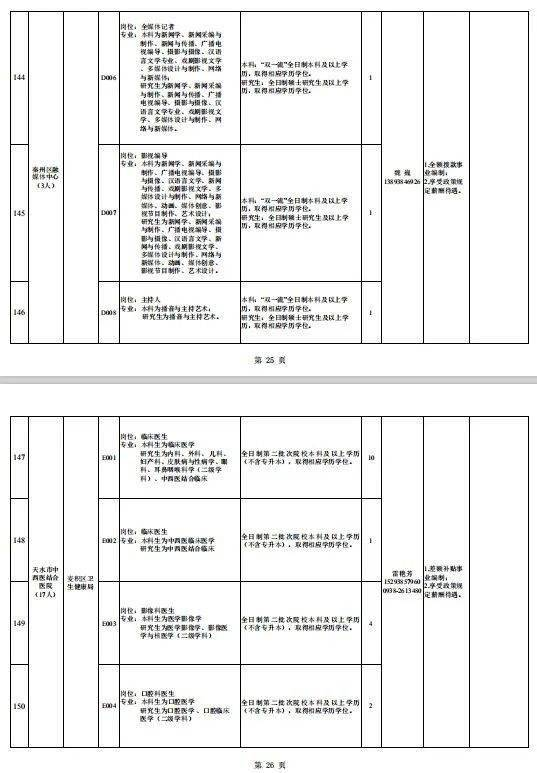 144
D006
岗位：全媒体记者
专业：本科为新闻学、新闻采编与
制作、新闻与传播、广播电
视编导、摄影与摄像、汉语
言文学专业、戏剧影视文学
、多媒体设计与制作、网络
与新媒体；
研究生为新闻学、新闻采编
与制作、新闻与传播、广播
电视编导、摄影与摄像、汉
语言文学专业、戏剧影视文
学、多媒体设计与制作、网
络与新媒体。
本科：“双一流”全日制本科及以上学
历，取得相应学历学位。
研究生：全日制硕士研究生及以上学
历，取得相应学历学位。
1
秦州区融
媒体中心
（3人）
145
D007
岗位：影视编导
专业：本科为新闻学、新闻采编与
制作、广播电视编导、摄影
与摄像、汉语言文学、新闻
与传播、戏剧影视文学、多
媒体设计与制作、网络与新
媒体、动画、媒体创意、影
视节目制作、艺术设计；
研究生为新闻学、新闻采编
与制作、广播电视编导、摄
影与摄像、汉语言文学、新
闻与传播、戏剧影视文学、
多媒体设计与制作、网络与
新媒体、动画、媒体创意、
影视节目制作、艺术设计。
本科：“双一流”全日制本科及以上学
历，取得相应学历学位。
研究生：全日制硕士研究生及以上学
历，取得相应学历学位。
1
13893846926
1.全额拨款事
业编制；
2.享受政策规
定薪酬待遇。
146
D008
岗位：主持人
专业：本科为播音与主持艺术；
研究生为播音与主持艺术。
本科：“双一流”全日制本科及以上学
历，取得相应学历学位。
研究生：全日制硕士研究生及以上学
历，取得相应学历学位。
1
第 25 页
147
E001
岗位：临床医生
专业：本科生为临床医学
研究生为内科、外科、儿科、
妇产科、皮肤病与性病学、眼
科、耳鼻咽喉科学（二级学
科）、中西医结合临床
全日制第二批次院校本科及以上学历
（不含专升本），取得相应学历学位。
10
148
E002
岗位：临床医生
专业：本科生为中西医临床医学
研究生为中西医结合临床
全日制第二批次院校本科及以上学历
（不含专升本），取得相应学历学位。
1
天水市中
西医结合
医院
（17人）
麦积区卫
生健康局
雷艳芳
15293857960
0938-2613480
1.差额补贴事
业编制；
2.享受政策规
定薪酬待遇。
149
E003
岗位：影像科医生
专业：本科生为医学影像学
研究生为医学影像学、影像医
学与核医学（二级学科）
全日制第二批次院校本科及以上学历
（不含专升本），取得相应学历学位。
4
150
E004
岗位：口腔科医生
专业：本科生为口腔医学
研究生为口腔医学、口腔临床
医学（二级学科）
全日制第二批次院校本科及以上学历
（不含专升本），取得相应学历学位。
2
第 26 页